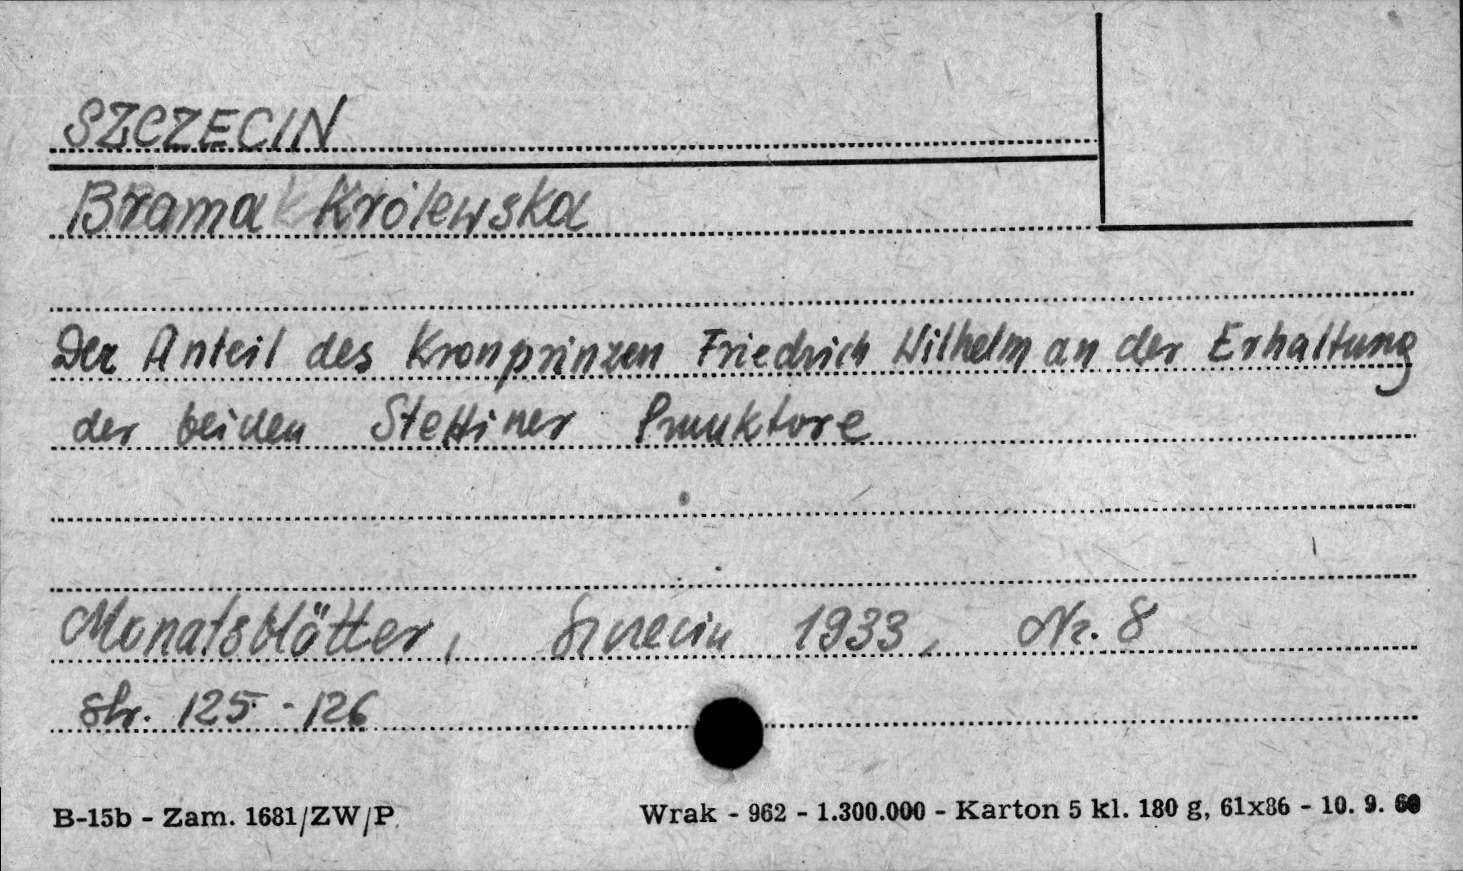 SZCZECIN
Brama Królewska
Der Anteil des Kronprinzen Friedrich Wilhelm an der Erhaltung
der beiden Stettiner Prunktore
Monatsblätter, Szczecin 1933, Nr. 8
str. 125-126
B-15b - Zam. 1681/ZW/P
Wrak - 962 - 1.300.000 - Karton 5 kl. 180 g, 61x86 - 10. 9. 60